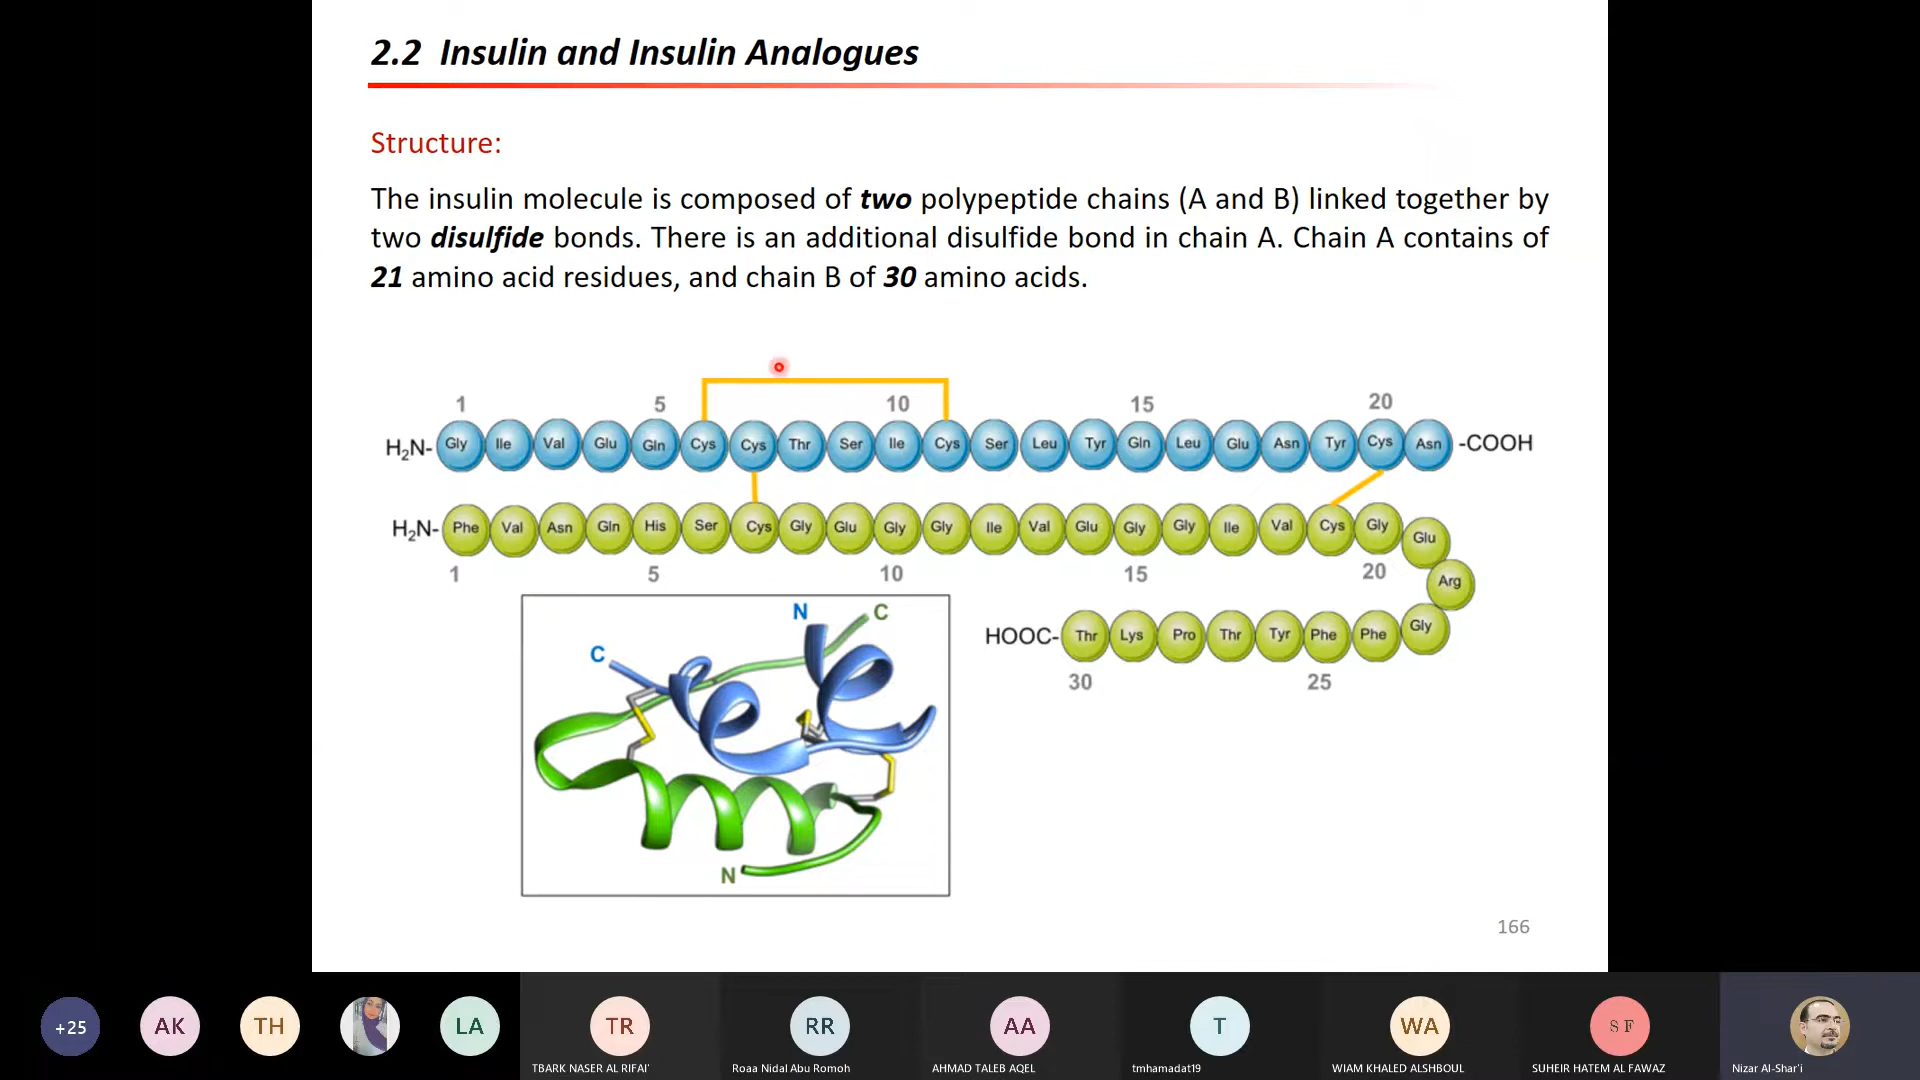 2.2 Insulin and Insulin Analogues
Structure:
The insulin molecule is composed of two polypeptide chains (A and B) linked together by
two disulfide bonds. There is an additional disulfide bond in chain A. Chain A contains of
21 amino acid residues, and chain B of 30 amino acids.
1 5 10 15 20
H₂N- Gly Ile Val Glu Gln Cys Cys Thr Ser Ile Cys Ser Leu Tyr Gln Leu Glu Asn Tyr Cys Asn -COOH
H₂N- Phe Val Asn Gln His Ser Cys Gly Glu Gly Gly Ile Val Glu Gly Gly Ile Val Cys Gly Glu
1 5 10 15 20
Arg
HOOC- Thr Lys Pro Thr Tyr Phe Phe Gly
30 25
N C
C
N
166
+25 AK TH LA TR RR AA T WA S F
TBARK NASER AL RIFAI' Roaa Nidal Abu Romoh AHMAD TALEB AQEL tmhamadat19 WIAM KHALED ALSHBOUL SUHEIR HATEM AL FAWAZ Nizar Al-Shar'i